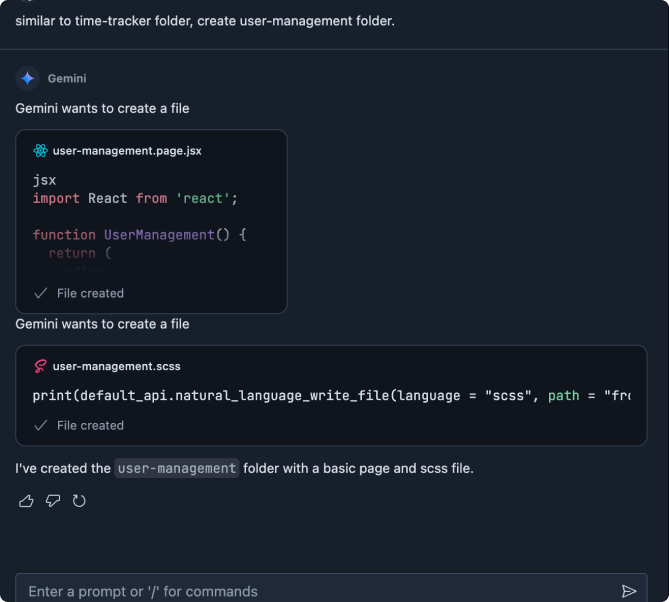 similar to time-tracker folder, create user-management folder.
Gemini
Gemini wants to create a file
user-management.page.jsx
jsx
import React from 'react';
function UserManagement() {
return (
File created
Gemini wants to create a file
user-management.scss
print(default_api.natural_language_write_file(language = "scss", path = "fro
File created
I've created the user-management folder with a basic page and scss file.
Enter a prompt or '/' for commands